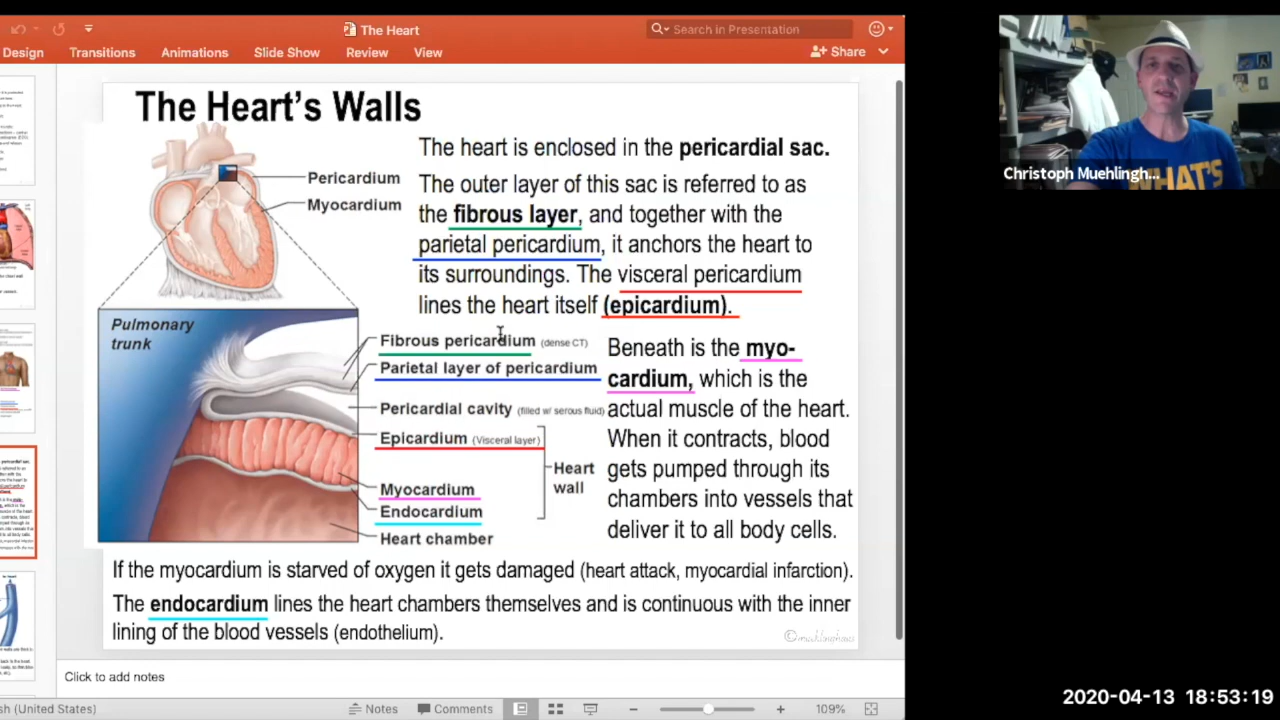 The Heart
Search in Presentation
Design
Transitions
Animations
Slide Show
Review
View
Share
The Heart's Walls
Pericardium
Myocardium
The heart is enclosed in the pericardial sac.
The outer layer of this sac is referred to as
the fibrous layer, and together with the
parietal pericardium, it anchors the heart to
its surroundings. The visceral pericardium
lines the heart itself (epicardium).
Pulmonary
trunk
Fibrous pericardium (dense CT)
Parietal layer of pericardium
Pericardial cavity (filled w/ serous fluid)
Epicardium (Visceral layer)
Myocardium
Endocardium
Heart chamber
Heart
wall
Beneath is the myo-
cardium, which is the
actual muscle of the heart.
When it contracts, blood
gets pumped through its
chambers into vessels that
deliver it to all body cells.
If the myocardium is starved of oxygen it gets damaged (heart attack, myocardial infarction).
The endocardium lines the heart chambers themselves and is continuous with the inner
lining of the blood vessels (endothelium).
Click to add notes
sh (United States)
Notes
Comments
109%
Christoph Muehlingh...
WHAT'S
2020-04-13 18:53:19